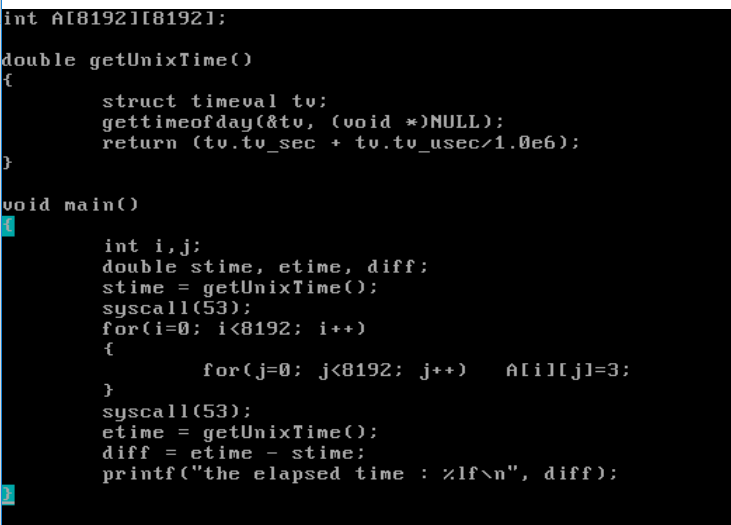 int A[8192][8192];
double getUnixTime()
{
struct timeval tv;
gettimeofday(&tv, (void *)NULL);
return (tv.tv_sec + tv.tv_usec/1.0e6);
}
void main()
{
int i,j;
double stime, etime, diff;
stime = getUnixTime();
syscall(53);
for(i=0; i<8192; i++)
{
for(j=0; j<8192; j++)   A[i][j]=3;
}
syscall(53);
etime = getUnixTime();
diff = etime - stime;
printf("the elapsed time : %lf\n", diff);
}